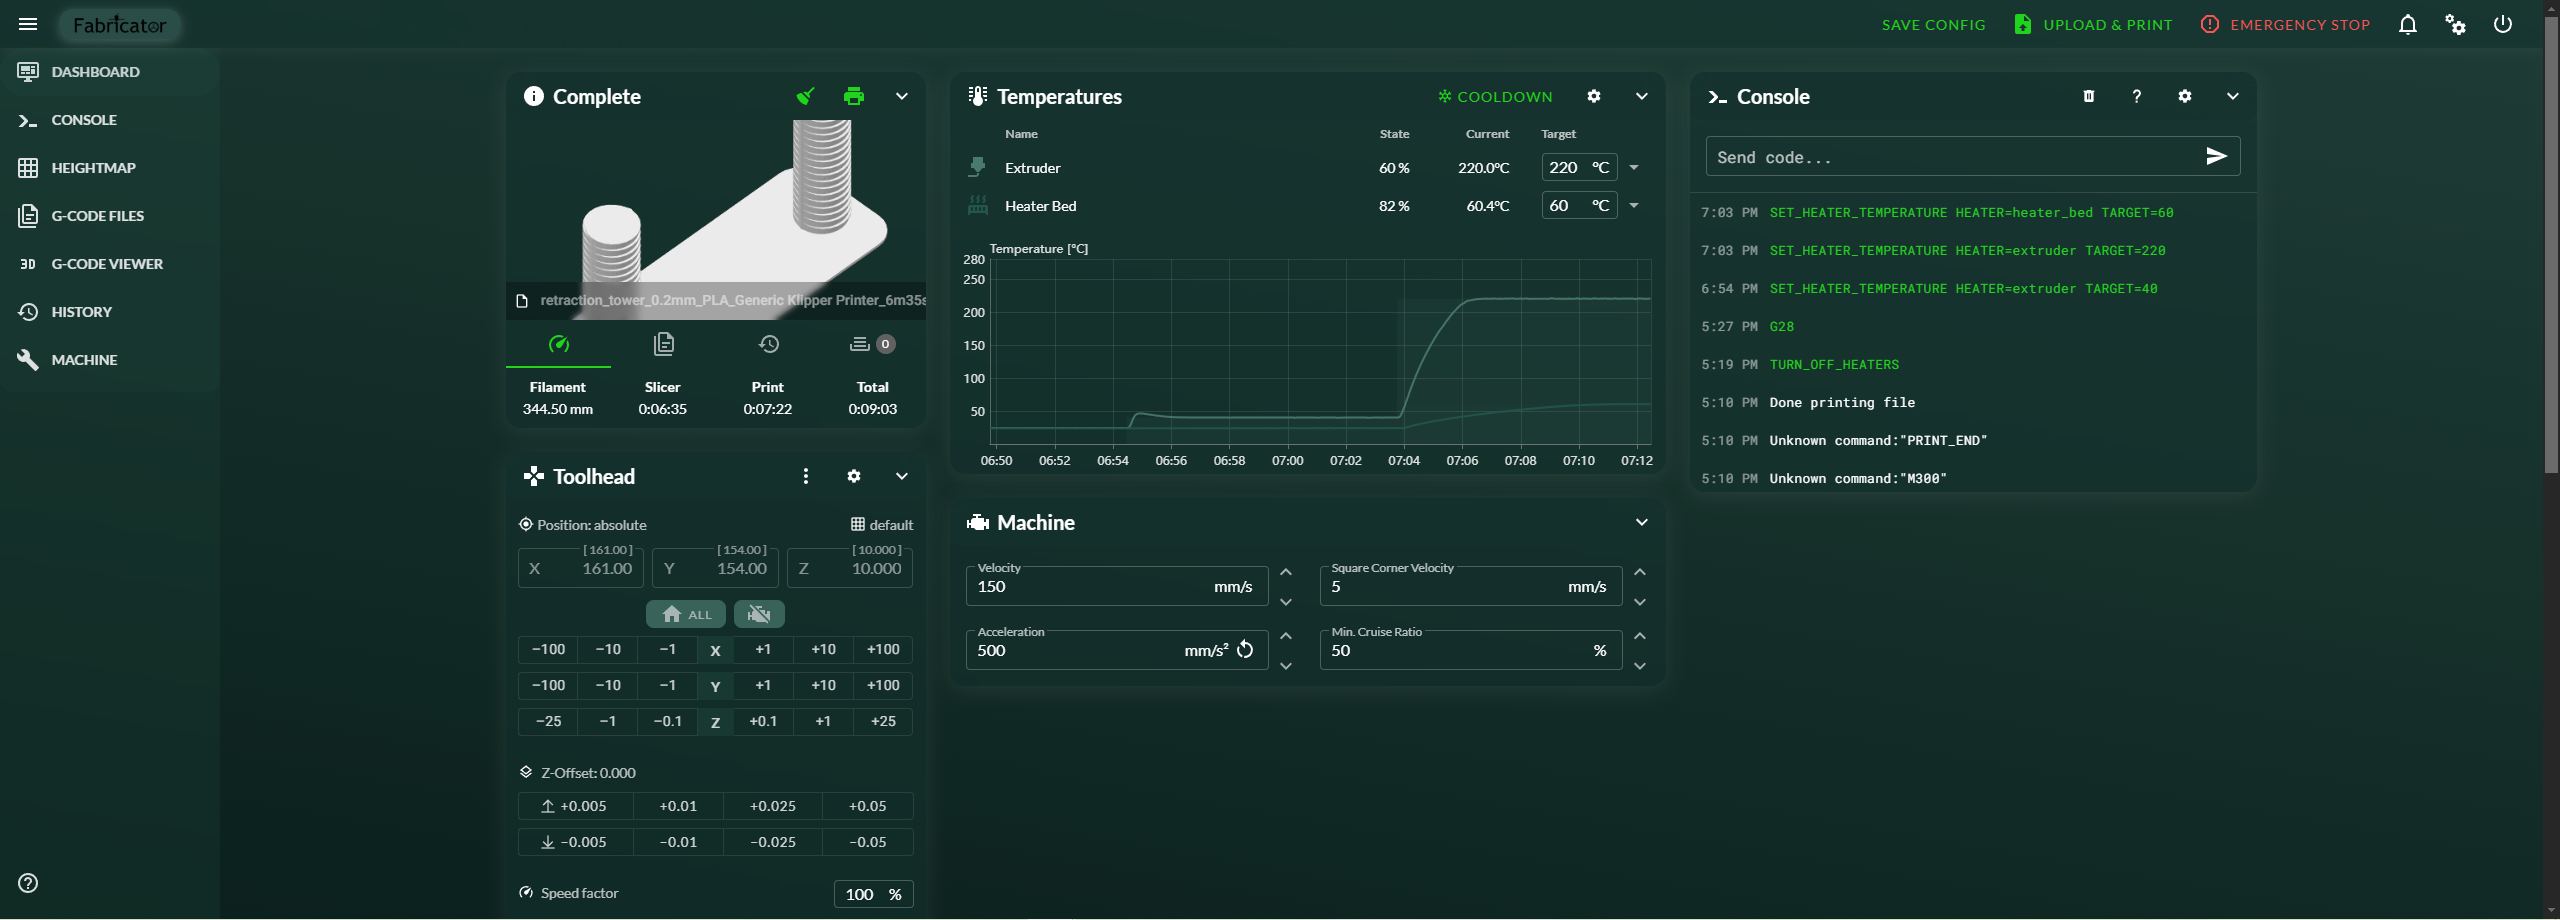 Fabricator
SAVE CONFIG
UPLOAD & PRINT
EMERGENCY STOP
DASHBOARD
CONSOLE
HEIGHTMAP
G-CODE FILES
3D G-CODE VIEWER
HISTORY
MACHINE
Complete
retraction_tower_0.2mm_PLA_Generic Klipper Printer_6m35s
0
Filament Slicer Print Total
344.50 mm 0:06:35 0:07:22 0:09:03
Toolhead
Position: absolute default
[ 161.00 ] [ 154.00 ] [ 10.000 ]
X 161.00 Y 154.00 Z 10.000
ALL
−100 −10 −1 X +1 +10 +100
−100 −10 −1 Y +1 +10 +100
−25 −1 −0.1 Z +0.1 +1 +25
Z-Offset: 0.000
+0.005 +0.01 +0.025 +0.05
−0.005 −0.01 −0.025 −0.05
Speed factor 100 %
Temperatures
COOLDOWN
Name State Current Target
Extruder 60 % 220.0°C 220 °C
Heater Bed 82 % 60.4°C 60 °C
Temperature [°C]
280
250
200
150
100
50
06:50 06:52 06:54 06:56 06:58 07:00 07:02 07:04 07:06 07:08 07:10 07:12
Machine
Velocity Square Corner Velocity
150 mm/s 5 mm/s
Acceleration Min. Cruise Ratio
500 mm/s² 50 %
Console
?
Send code...
7:03 PM SET_HEATER_TEMPERATURE HEATER=heater_bed TARGET=60
7:03 PM SET_HEATER_TEMPERATURE HEATER=extruder TARGET=220
6:54 PM SET_HEATER_TEMPERATURE HEATER=extruder TARGET=40
5:27 PM G28
5:19 PM TURN_OFF_HEATERS
5:10 PM Done printing file
5:10 PM Unknown command:"PRINT_END"
5:10 PM Unknown command:"M300"